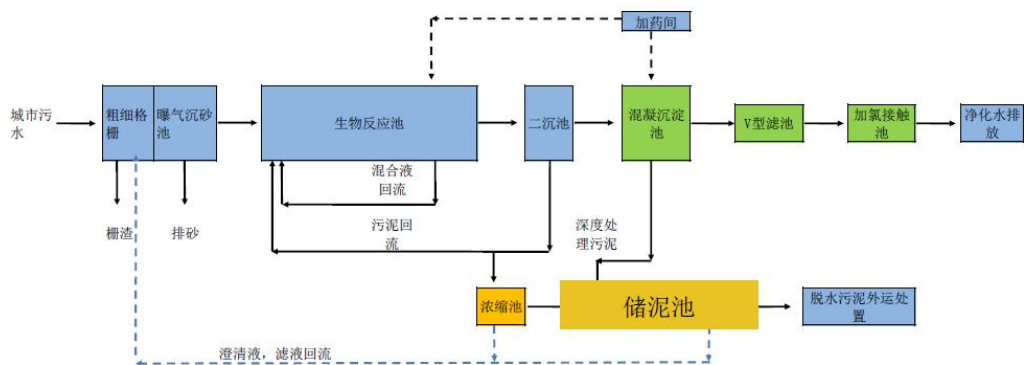 加药间
城市污
水
粗细格
栅
曝气沉砂
池
生物反应池
二沉池
混凝沉淀
池
V型滤池
加氯接触
池
净化水排
放
混合液
回流
栅渣
排砂
污泥回
流
深度处
理污泥
浓缩池
储泥池
脱水污泥外运处
置
澄清液，滤液回流